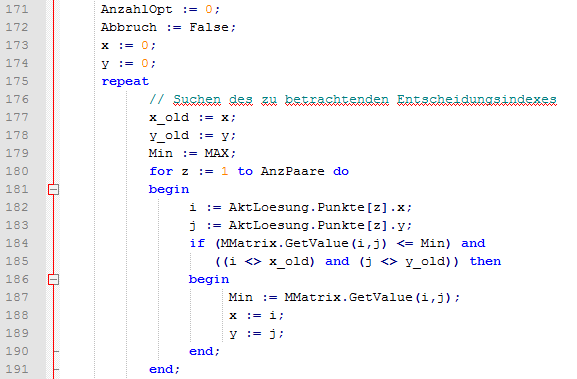 171 AnzahlOpt := 0;
172 Abbruch := False;
173 x := 0;
174 y := 0;
175 repeat
176 // Suchen des zu betrachtenden Entscheidungsindexes
177 x_old := x;
178 y_old := y;
179 Min := MAX;
180 for z := 1 to AnzPaare do
181 begin
182 i := AktLoesung.Punkte[z].x;
183 j := AktLoesung.Punkte[z].y;
184 if (MMatrix.GetValue(i,j) <= Min) and
185 ((i <> x_old) and (j <> y_old)) then
186 begin
187 Min := MMatrix.GetValue(i,j);
188 x := i;
189 y := j;
190 end;
191 end;